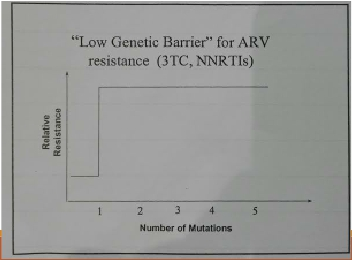 “Low Genetic Barrier” for ARV
resistance (3TC, NNRTIs)
Relative
Resistance
1 2 3 4 5
Number of Mutations